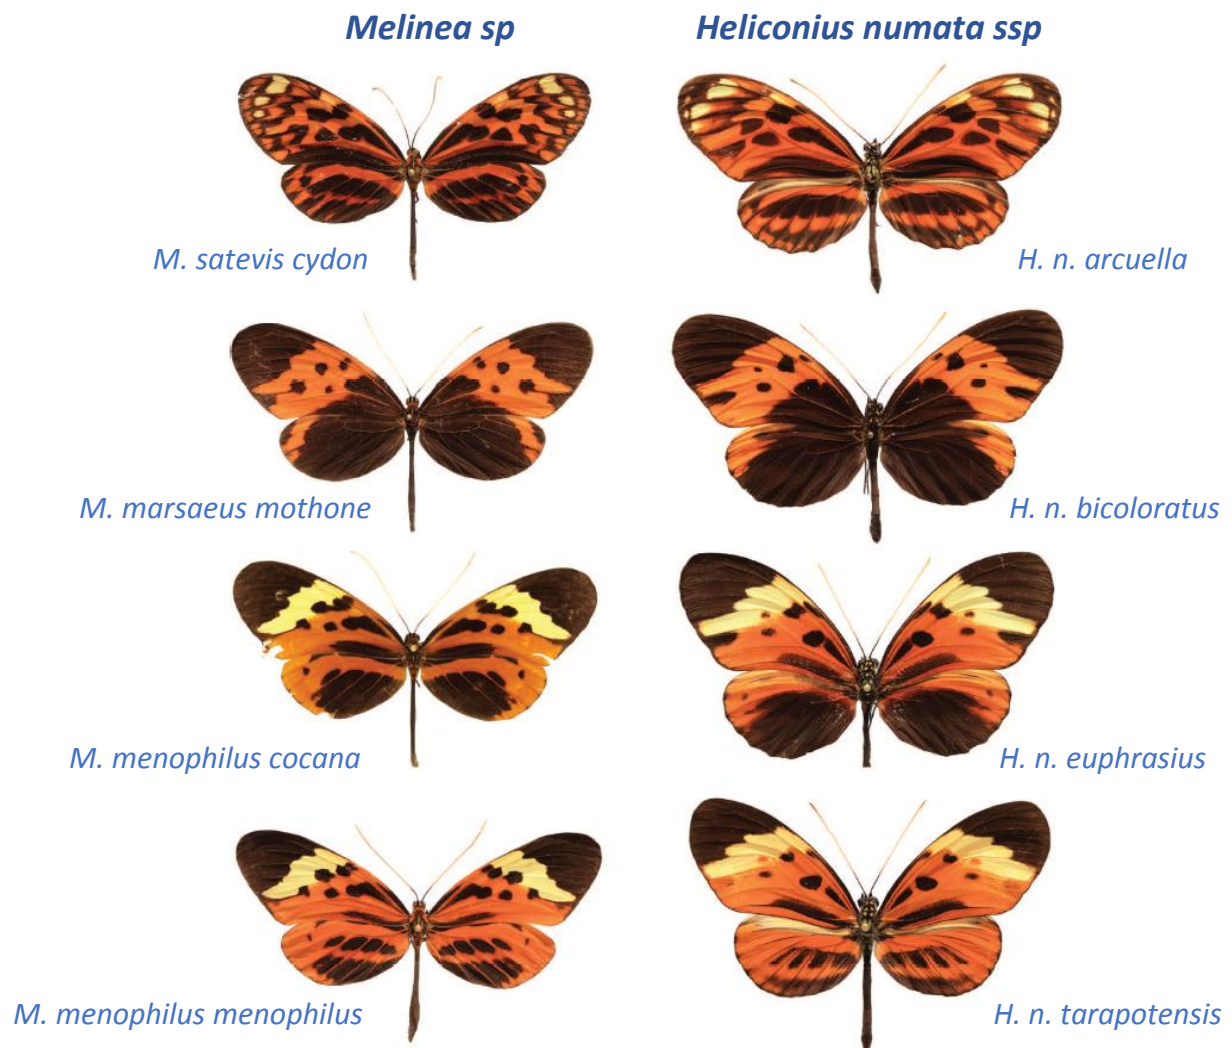 Melinea sp
Heliconius numata ssp
M. satevis cydon
H. n. arcuella
M. marsaeus mothone
H. n. bicoloratus
M. menophilus cocana
H. n. euphrasius
M. menophilus menophilus
H. n. tarapotensis